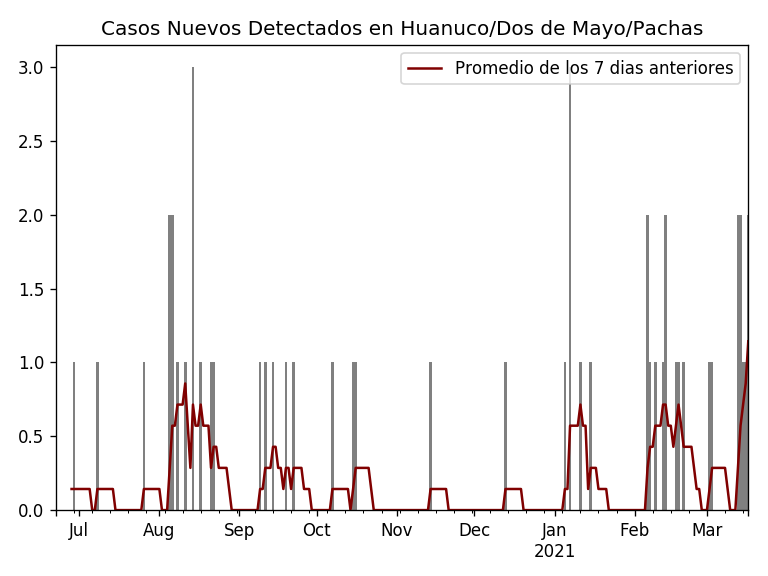 Casos Nuevos Detectados en Huanuco/Dos de Mayo/Pachas
Promedio de los 7 dias anteriores
3.0
2.5
2.0
1.5
1.0
0.5
0.0
Jul Aug Sep Oct Nov Dec Jan Feb Mar
2021